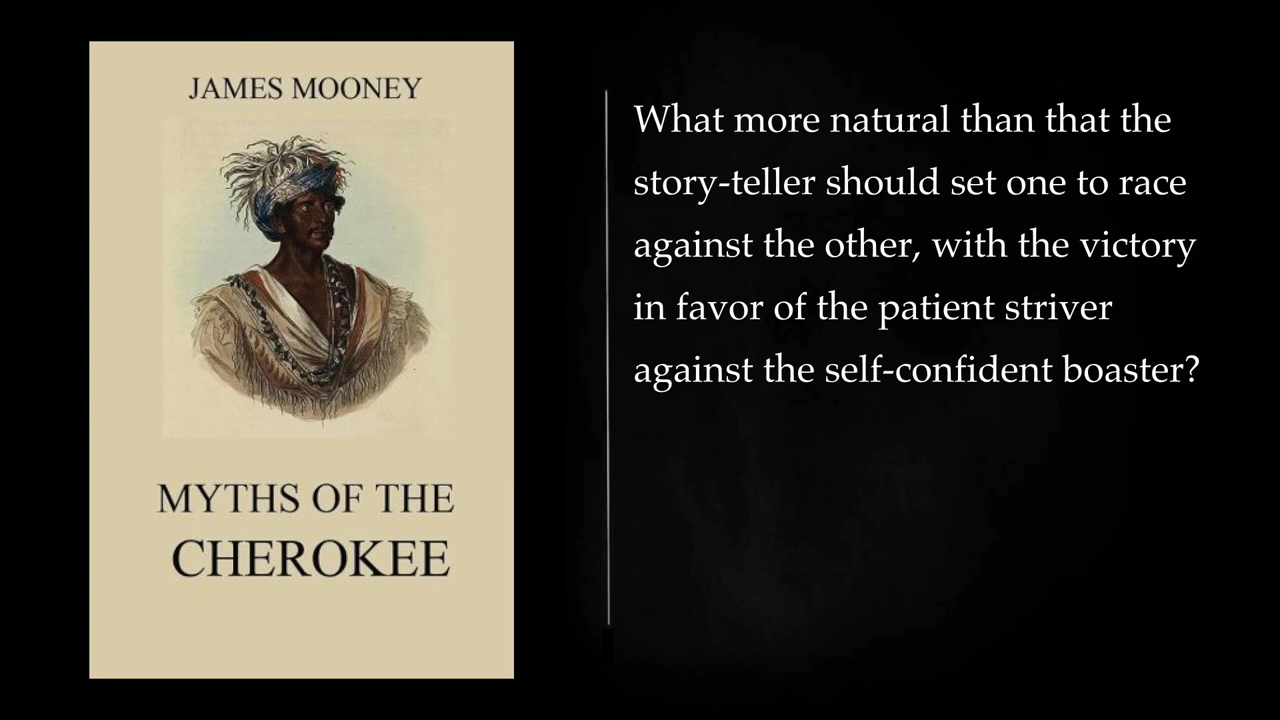 JAMES MOONEY
MYTHS OF THE
CHEROKEE
What more natural than that the
story-teller should set one to race
against the other, with the victory
in favor of the patient striver
against the self-confident boaster?